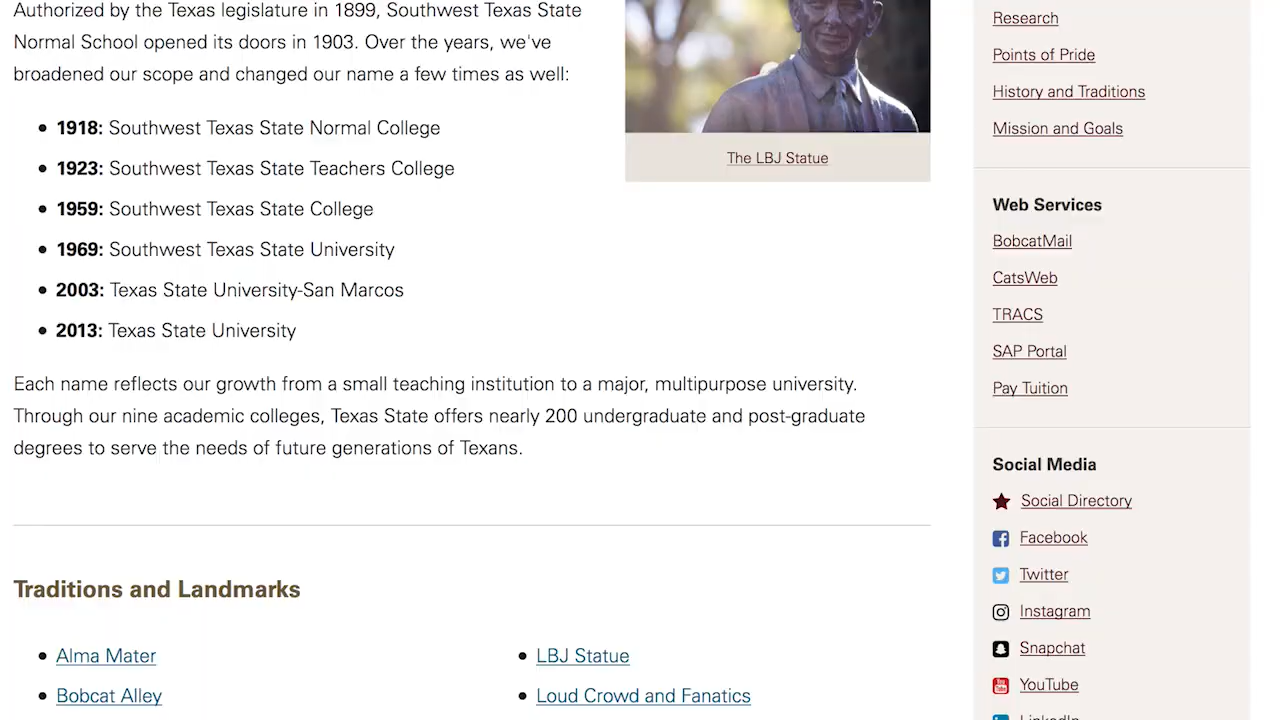 Authorized by the Texas legislature in 1899, Southwest Texas State
Normal School opened its doors in 1903. Over the years, we've
broadened our scope and changed our name a few times as well:
1918: Southwest Texas State Normal College
1923: Southwest Texas State Teachers College
1959: Southwest Texas State College
1969: Southwest Texas State University
2003: Texas State University-San Marcos
2013: Texas State University
The LBJ Statue
Each name reflects our growth from a small teaching institution to a major, multipurpose university.
Through our nine academic colleges, Texas State offers nearly 200 undergraduate and post-graduate
degrees to serve the needs of future generations of Texans.
Traditions and Landmarks
Alma Mater
Bobcat Alley
LBJ Statue
Loud Crowd and Fanatics
Research
Points of Pride
History and Traditions
Mission and Goals
Web Services
BobcatMail
CatsWeb
TRACS
SAP Portal
Pay Tuition
Social Media
Social Directory
Facebook
Twitter
Instagram
Snapchat
YouTube
LinkedIn